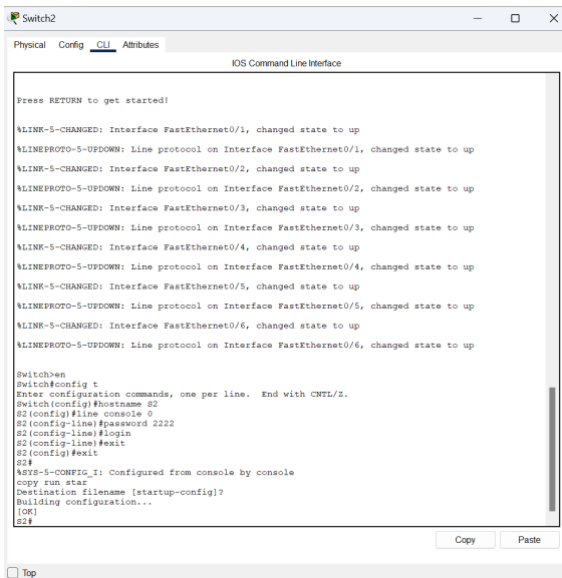 Switch2
Physical Config CLI Attributes
IOS Command Line Interface
Press RETURN to get started!
%LINK-5-CHANGED: Interface FastEthernet0/1, changed state to up
%LINEPROTO-5-UPDOWN: Line protocol on Interface FastEthernet0/1, changed state to up
%LINK-5-CHANGED: Interface FastEthernet0/2, changed state to up
%LINEPROTO-5-UPDOWN: Line protocol on Interface FastEthernet0/2, changed state to up
%LINK-5-CHANGED: Interface FastEthernet0/3, changed state to up
%LINEPROTO-5-UPDOWN: Line protocol on Interface FastEthernet0/3, changed state to up
%LINK-5-CHANGED: Interface FastEthernet0/4, changed state to up
%LINEPROTO-5-UPDOWN: Line protocol on Interface FastEthernet0/4, changed state to up
%LINK-5-CHANGED: Interface FastEthernet0/5, changed state to up
%LINEPROTO-5-UPDOWN: Line protocol on Interface FastEthernet0/5, changed state to up
%LINK-5-CHANGED: Interface FastEthernet0/6, changed state to up
%LINEPROTO-5-UPDOWN: Line protocol on Interface FastEthernet0/6, changed state to up
Switch>en
Switch#config t
Enter configuration commands, one per line. End with CNTL/Z.
Switch(config)#hostname S2
S2(config)#line console 0
S2(config-line)#password 2222
S2(config-line)#login
S2(config-line)#exit
S2(config)#exit
S2#
%SYS-5-CONFIG_I: Configured from console by console
copy run star
Destination filename [startup-config]?
Building configuration...
[OK]
S2#
Copy Paste
Top